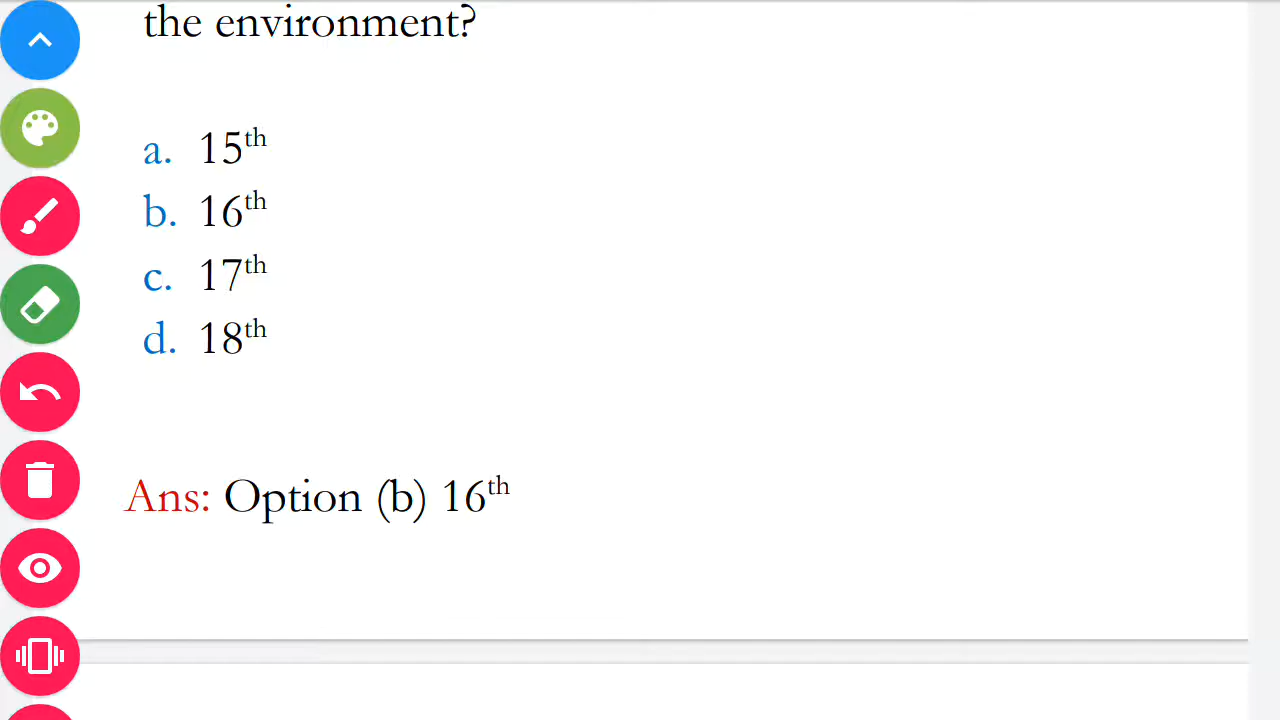 the environment?
a. 15th
b. 16th
c. 17th
d. 18th
Ans: Option (b) 16th